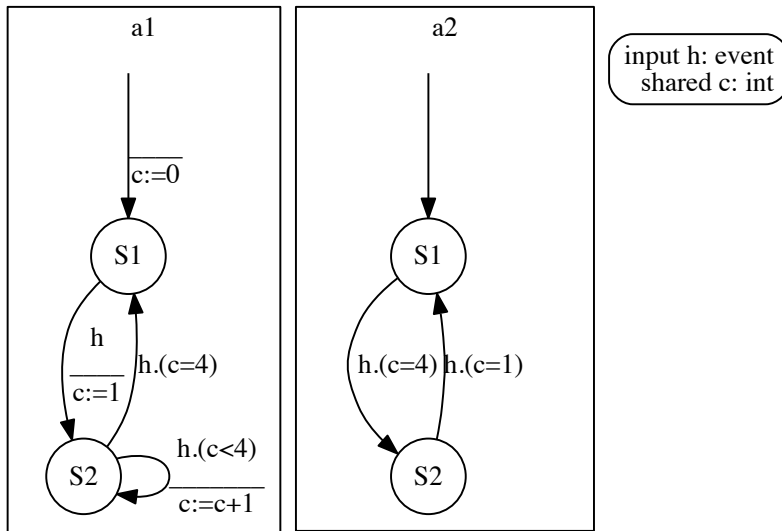 a1
c:=0
S1
h
c:=1
h.(c=4)
h.(c<4)
c:=c+1
S2
a2
S1
h.(c=4)
h.(c=1)
S2
input h: event
shared c: int